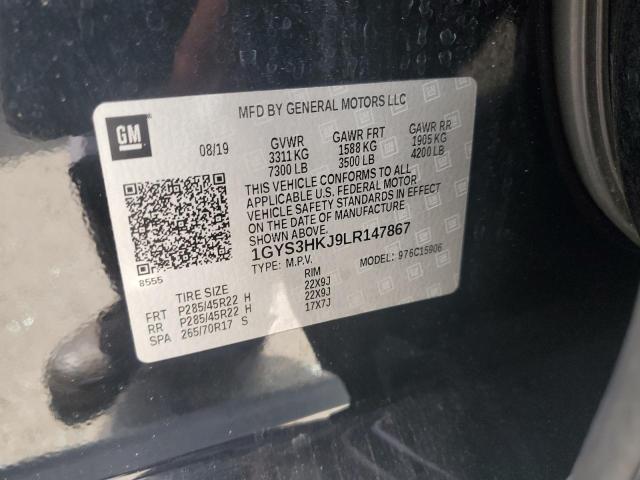 MFD BY GENERAL MOTORS LLC
GM
08/19
GVWR GAWR FRT GAWR RR
3311 KG 1588 KG 1905 KG
7300 LB 3500 LB 4200 LB
THIS VEHICLE CONFORMS TO ALL
APPLICABLE U.S. FEDERAL MOTOR
VEHICLE SAFETY STANDARDS IN EFFECT
ON THE DATE OF MANUFACTURE
SHOWN ABOVE.
1GYS3HKJ9LR147867
TYPE: M.P.V. MODEL: 976C15906
8555
TIRE SIZE RIM
FRT P285/45R22 H 22X9J
RR P285/45R22 H 22X9J
SPA 265/70R17 S 17X7J